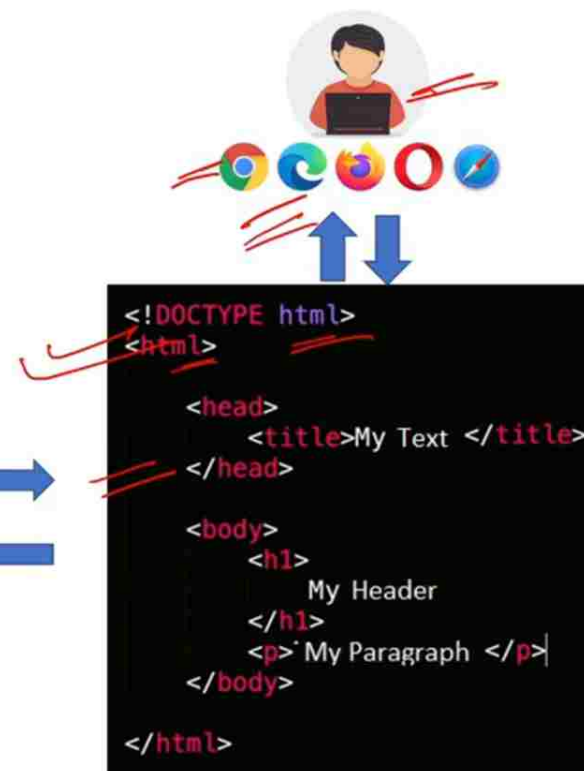 <!DOCTYPE html>
<html>
<head>
<title>My Text </title>
</head>
<body>
<h1>
My Header
</h1>
<p> My Paragraph </p>
</body>
</html>